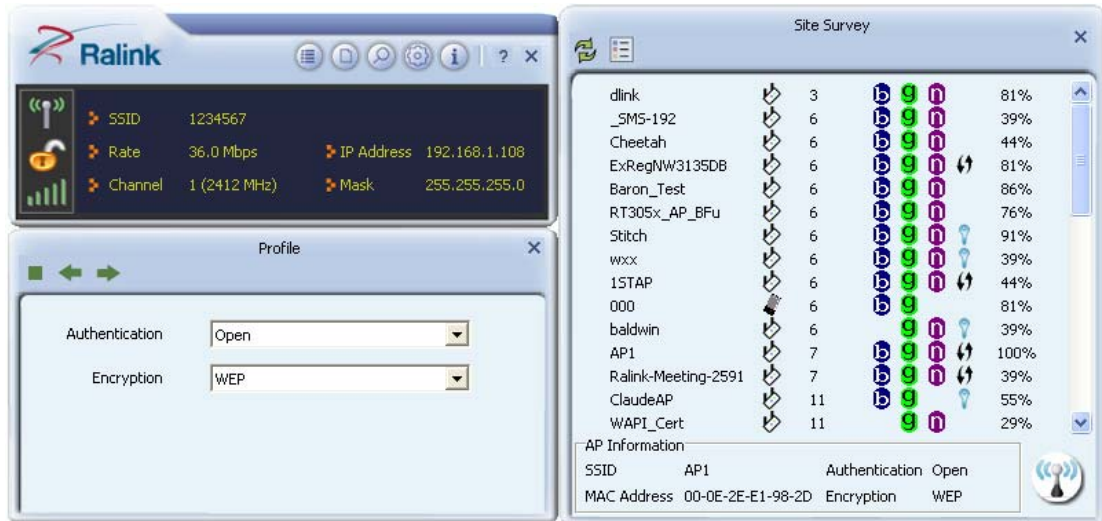 Ralink
SSID 1234567
Rate 36.0 Mbps IP Address 192.168.1.108
Channel 1 (2412 MHz) Mask 255.255.255.0
Profile
Authentication Open
Encryption WEP
Site Survey
dlink 3 b g n 81%
_SMS-192 6 b g n 39%
Cheetah 6 b g n 44%
ExRegNW3135DB 6 b g n 81%
Baron_Test 6 b g n 86%
RT305x_AP_BFu 6 b g n 76%
Stitch 6 b g n 91%
wxx 6 b g n 39%
1STAP 6 b g n 44%
000 6 b g 81%
baldwin 6 g n 39%
AP1 7 b g n 100%
Ralink-Meeting-2591 7 b g n 39%
ClaudeAP 11 b g 55%
WAPI_Cert 11 g n 29%
AP Information
SSID AP1 Authentication Open
MAC Address 00-0E-2E-E1-98-2D Encryption WEP